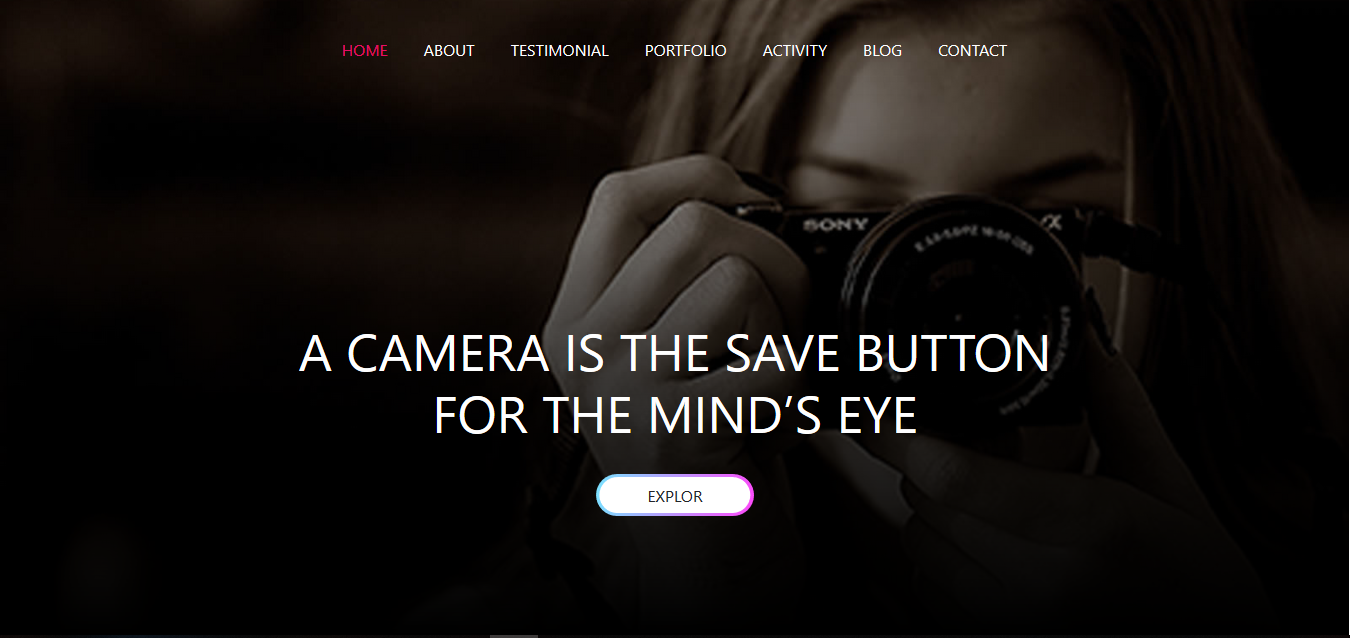 HOME ABOUT TESTIMONIAL PORTFOLIO ACTIVITY BLOG CONTACT
SONY α
A CAMERA IS THE SAVE BUTTON
FOR THE MIND’S EYE
EXPLOR